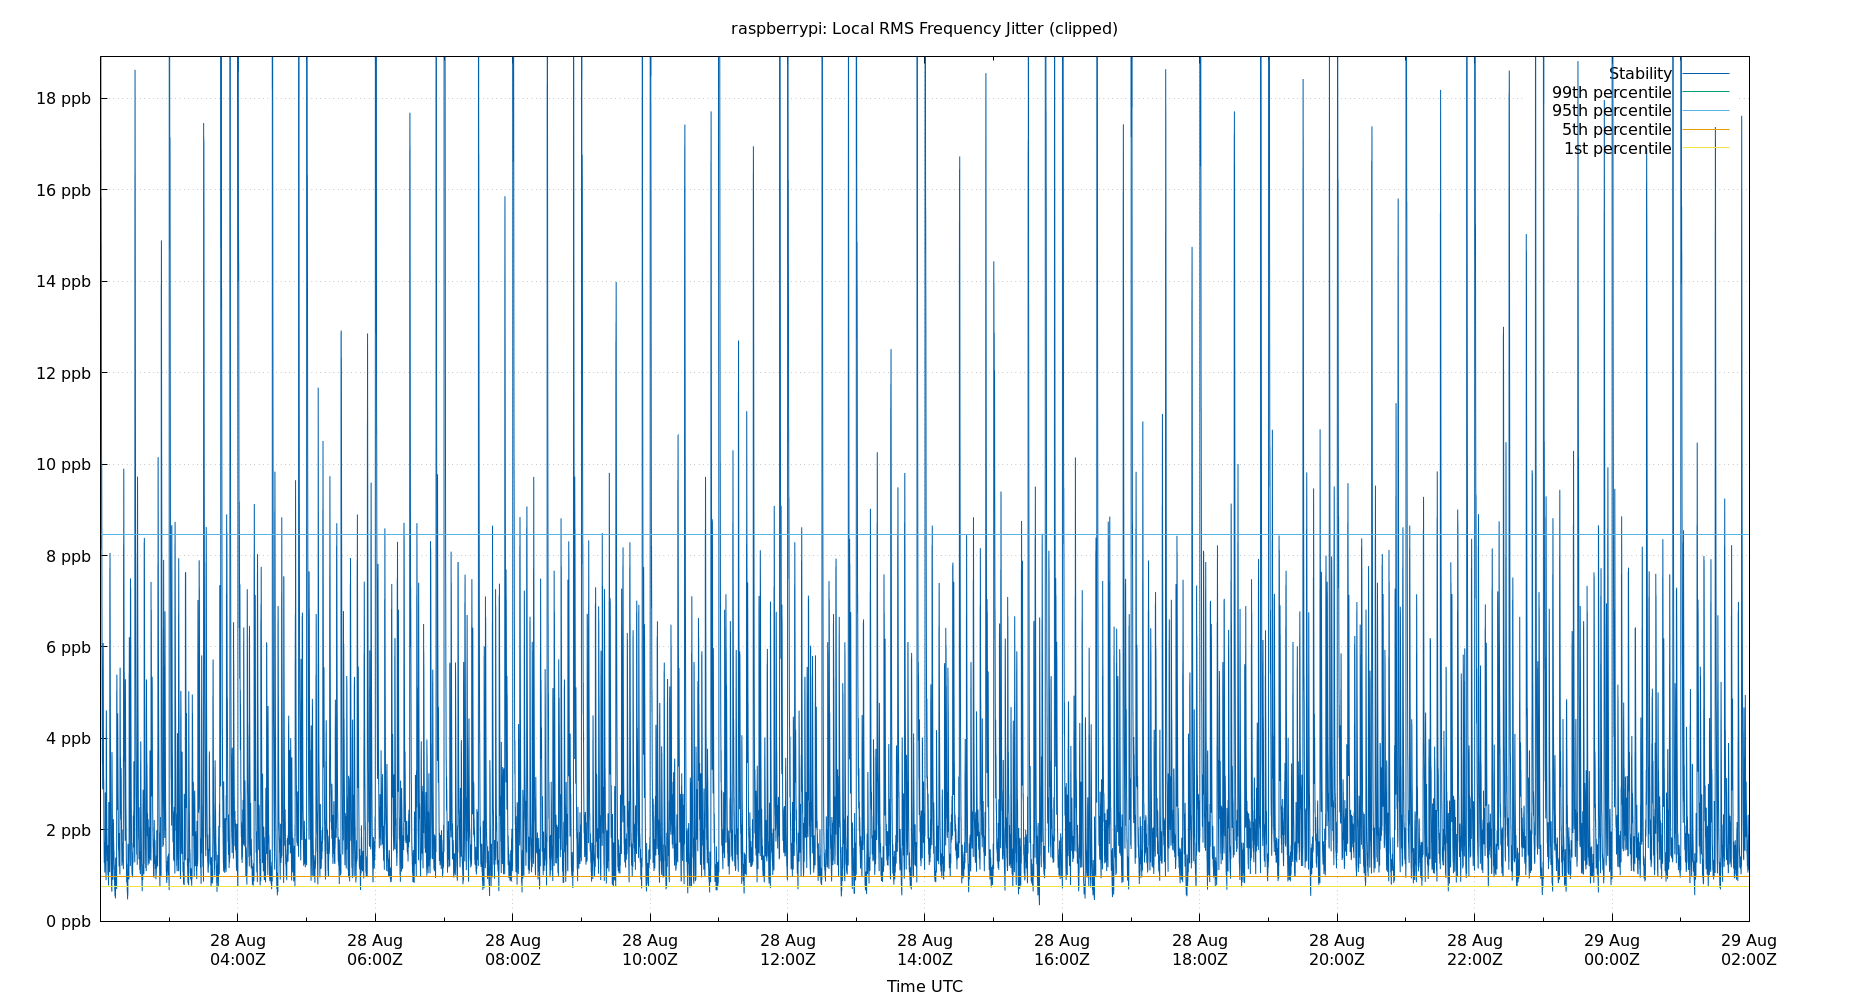 raspberrypi: Local RMS Frequency Jitter (clipped)
Stability
99th percentile
95th percentile
5th percentile
1st percentile
18 ppb
16 ppb
14 ppb
12 ppb
10 ppb
8 ppb
6 ppb
4 ppb
2 ppb
0 ppb
28 Aug 28 Aug 28 Aug 28 Aug 28 Aug 28 Aug 28 Aug 28 Aug 28 Aug 28 Aug 29 Aug 29 Aug
04:00Z 06:00Z 08:00Z 10:00Z 12:00Z 14:00Z 16:00Z 18:00Z 20:00Z 22:00Z 00:00Z 02:00Z
Time UTC